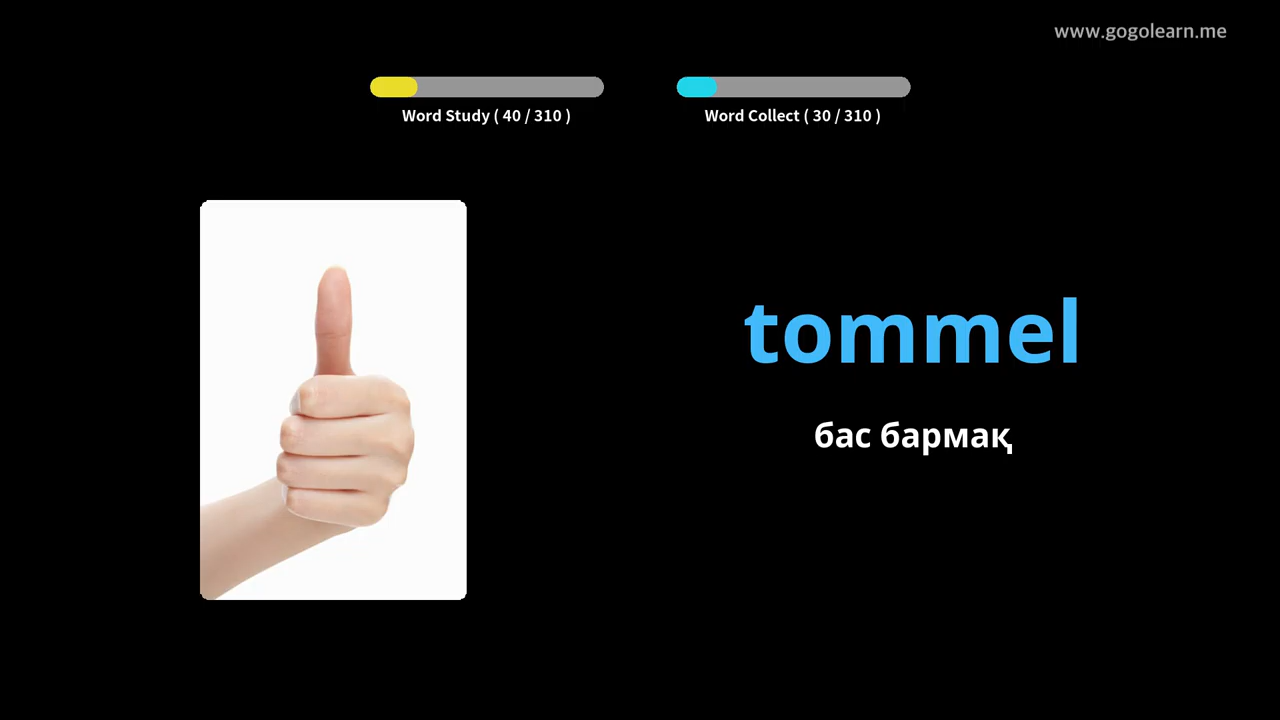 www.gogolearn.me
Word Study ( 40 / 310 )
Word Collect ( 30 / 310 )
tommel
бас бармақ